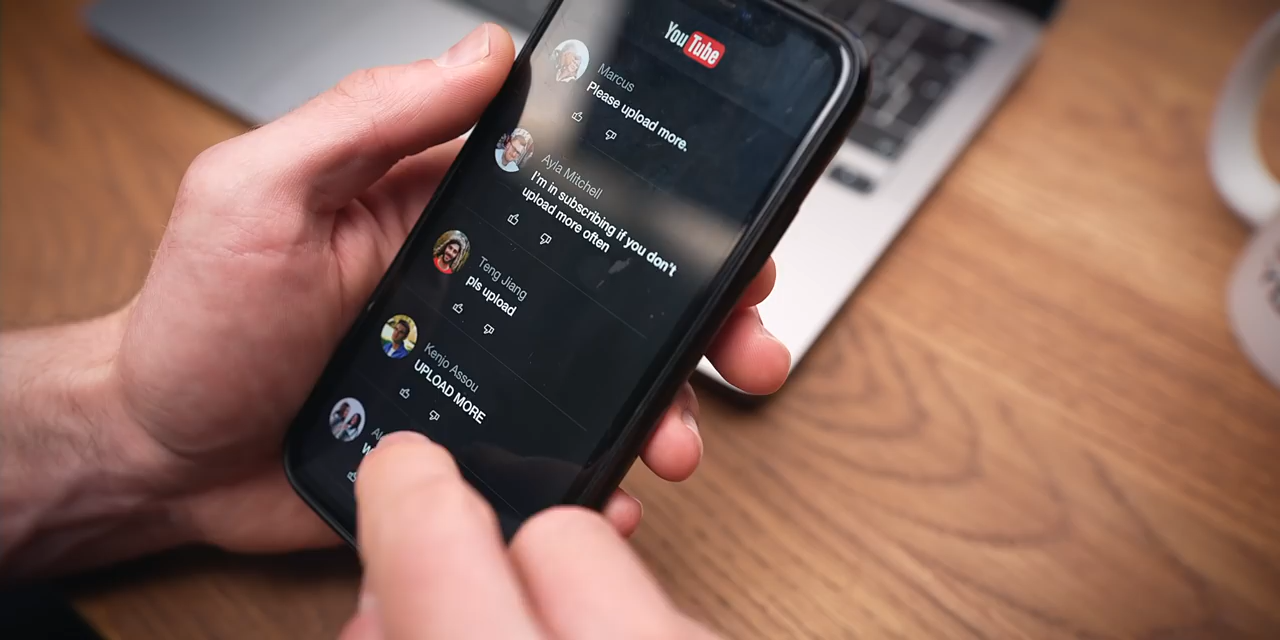 YouTube
Marcus
Please upload more.
Ayla Mitchell
I'm in subscribing if you don't
upload more often
Teng Jiang
pls upload
Kenjo Assou
UPLOAD MORE